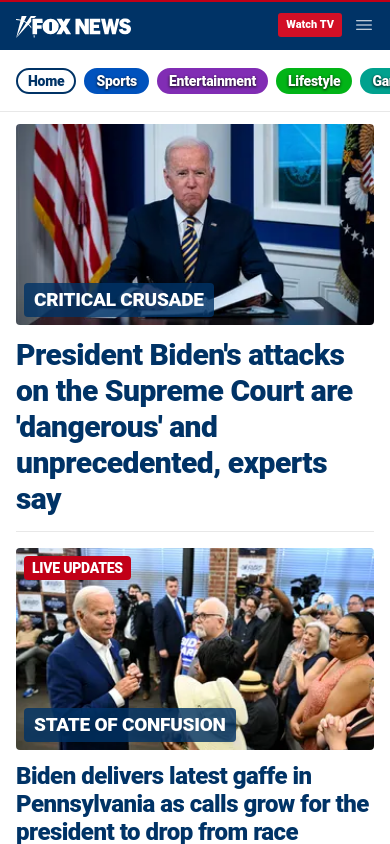 FOX NEWS
Watch TV
Home
Sports
Entertainment
Lifestyle
Ga
CRITICAL CRUSADE
President Biden's attacks
on the Supreme Court are
'dangerous' and
unprecedented, experts
say
LIVE UPDATES
STATE OF CONFUSION
Biden delivers latest gaffe in
Pennsylvania as calls grow for the
president to drop from race